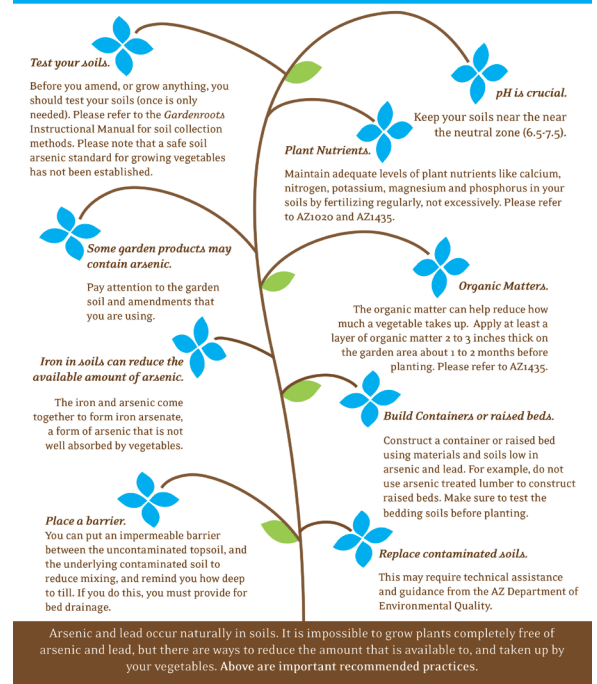 Test your soils.
Before you amend, or grow anything, you
should test your soils (once is only
needed). Please refer to the Gardenroots
Instructional Manual for soil collection
methods. Please note that a safe soil
arsenic standard for growing vegetables
has not been established.
pH is crucial.
Keep your soils near the near
the neutral zone (6.5-7.5).
Plant Nutrients.
Maintain adequate levels of plant nutrients like calcium,
nitrogen, potassium, magnesium and phosphorus in your
soils by fertilizing regularly, not excessively. Please refer
to AZ1020 and AZ1435.
Some garden products may
contain arsenic.
Pay attention to the garden
soil and amendments that
you are using.
Organic Matters.
The organic matter can help reduce how
much a vegetable takes up. Apply at least a
layer of organic matter 2 to 3 inches thick on
the garden area about 1 to 2 months before
planting. Please refer to AZ1435.
Iron in soils can reduce the
available amount of arsenic.
The iron and arsenic come
together to form iron arsenate,
a form of arsenic that is not
well absorbed by vegetables.
Build Containers or raised beds.
Construct a container or raised bed
using materials and soils low in
arsenic and lead. For example, do not
use arsenic treated lumber to construct
raised beds. Make sure to test the
bedding soils before planting.
Place a barrier.
You can put an impermeable barrier
between the uncontaminated topsoil, and
the underlying contaminated soil to
reduce mixing, and remind you how deep
to till. If you do this, you must provide for
bed drainage.
Replace contaminated soils.
This may require technical assistance
and guidance from the AZ Department of
Environmental Quality.
Arsenic and lead occur naturally in soils. It is impossible to grow plants completely free of
arsenic and lead, but there are ways to reduce the amount that is available to, and taken up by
your vegetables. Above are important recommended practices.